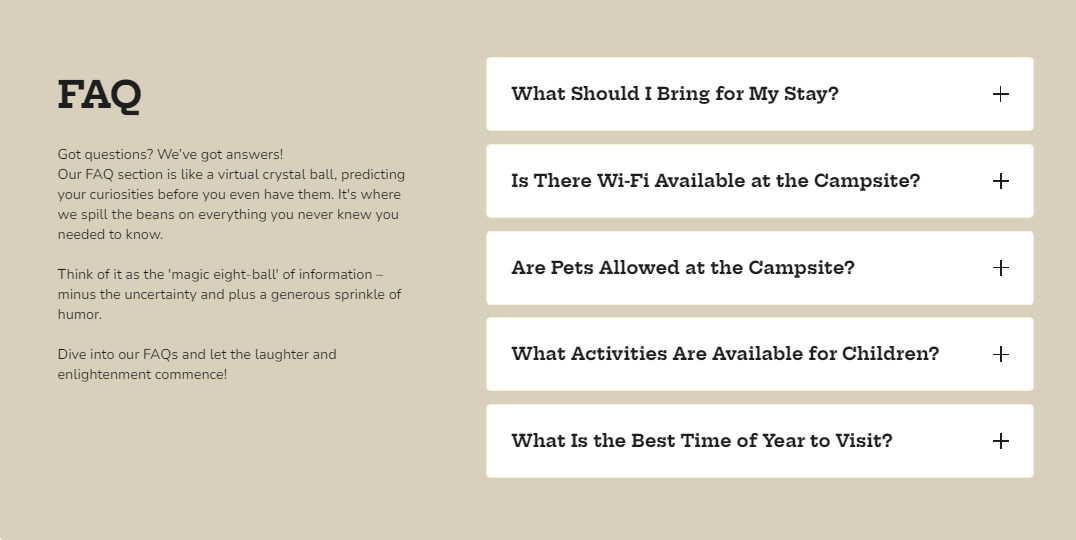 FAQ
Got questions? We’ve got answers!
Our FAQ section is like a virtual crystal ball, predicting
your curiosities before you even have them. It's where
we spill the beans on everything you never knew you
needed to know.
Think of it as the 'magic eight-ball' of information –
minus the uncertainty and plus a generous sprinkle of
humor.
Dive into our FAQs and let the laughter and
enlightenment commence!
What Should I Bring for My Stay?
Is There Wi-Fi Available at the Campsite?
Are Pets Allowed at the Campsite?
What Activities Are Available for Children?
What Is the Best Time of Year to Visit?